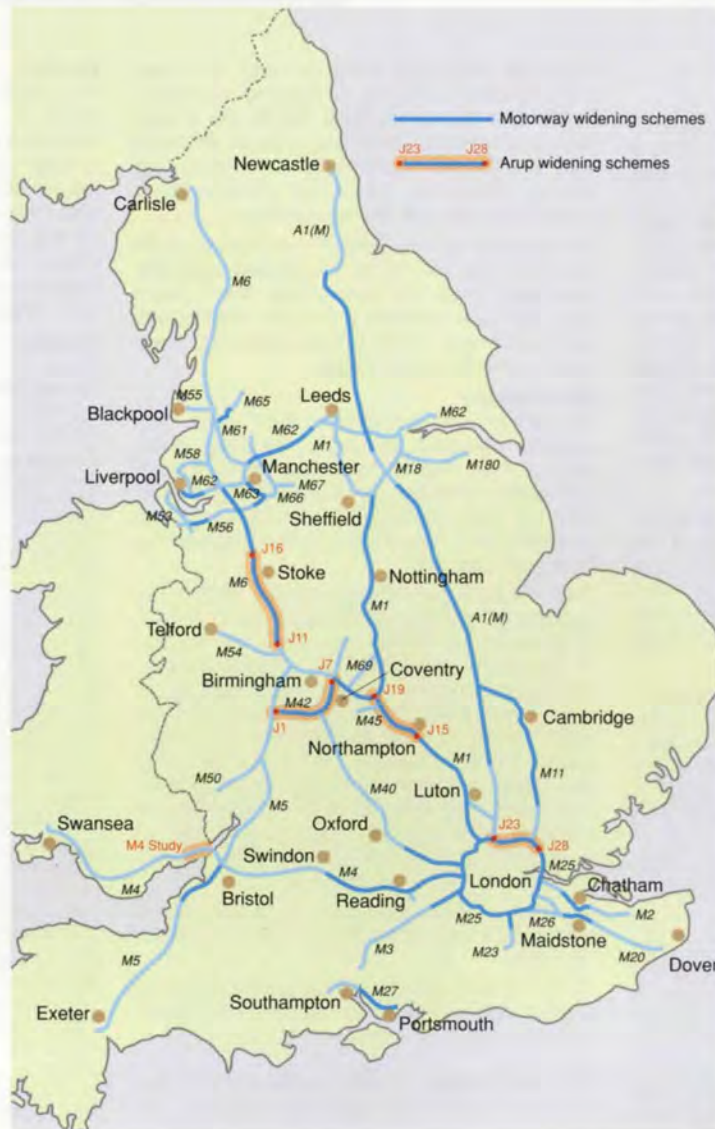 Motorway widening schemes
J23
J28
Arup widening schemes
Newcastle
Carlisle
A1(M)
M6
Leeds
M55
M65
Blackpool
M61
M62
M1
M62
M58
Manchester
M18
M180
Liverpool
M62
M63
M67
M66
M53
M56
Sheffield
J16
M6
Stoke
Nottingham
M1
A1(M)
Telford
J11
M54
J7
M69
Coventry
Birmingham
J19
M42
J1
M45
J15
Northampton
Cambridge
M1
M11
M50
M40
Luton
M5
Oxford
J23
Swansea
M4 Study
J28
Swindon
M25
M4
M4
London
Chatham
Bristol
Reading
M25
M26
M2
Maidstone
M5
M3
M23
M20
Dover
Southampton
M27
Exeter
Portsmouth